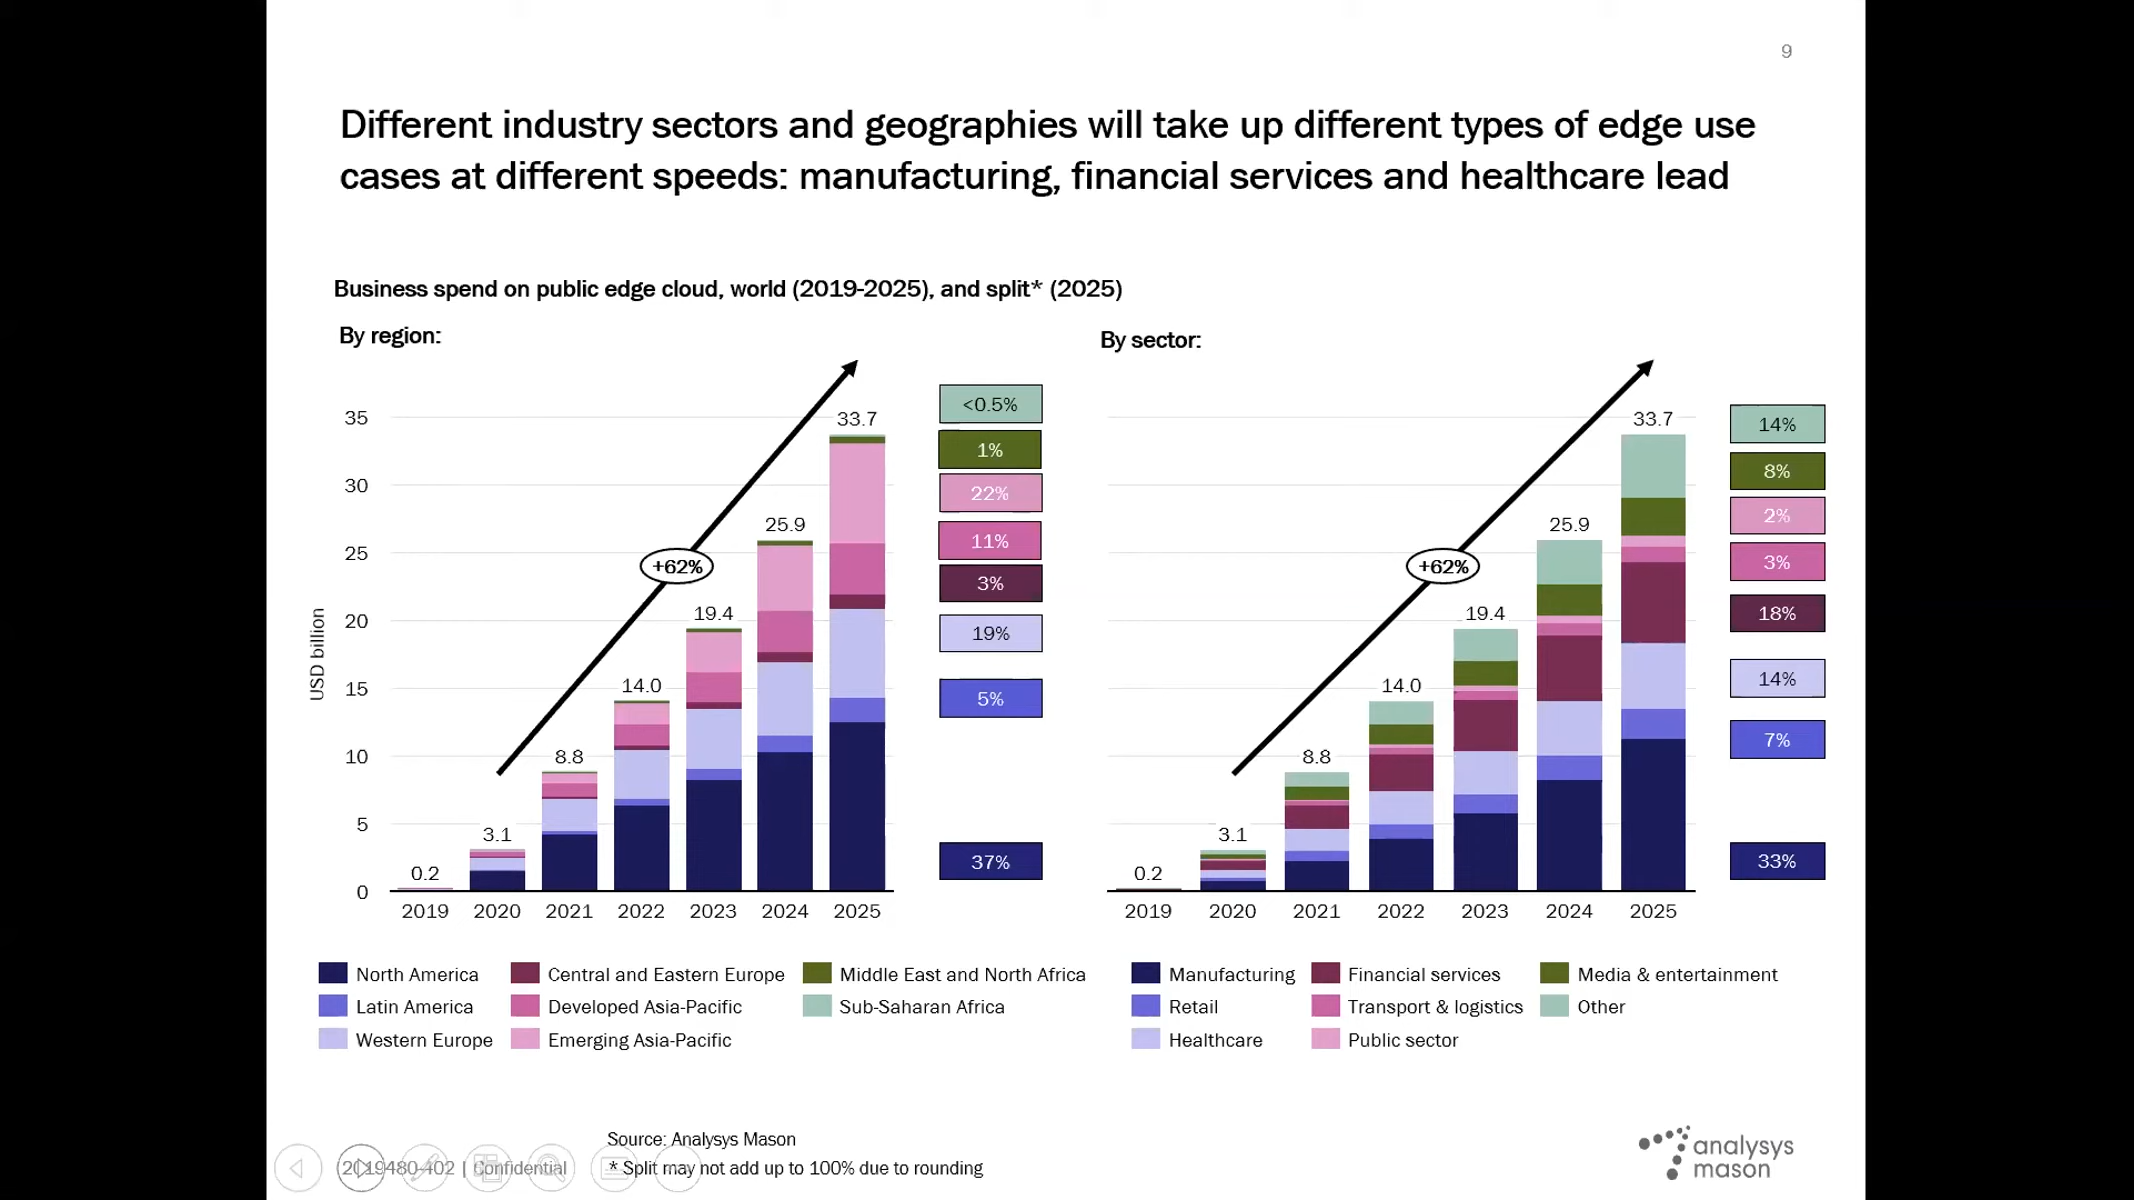 9
Different industry sectors and geographies will take up different types of edge use
cases at different speeds: manufacturing, financial services and healthcare lead
Business spend on public edge cloud, world (2019-2025), and split* (2025)
By region:
USD billion
35
30
25
20
15
10
5
0
0.2
3.1
8.8
14.0
19.4
25.9
33.7
+62%
2019 2020 2021 2022 2023 2024 2025
<0.5%
1%
22%
11%
3%
19%
5%
37%
North America
Latin America
Western Europe
Central and Eastern Europe
Developed Asia-Pacific
Emerging Asia-Pacific
Middle East and North Africa
Sub-Saharan Africa
By sector:
0.2
3.1
8.8
14.0
19.4
25.9
33.7
+62%
2019 2020 2021 2022 2023 2024 2025
14%
8%
2%
3%
18%
14%
7%
33%
Manufacturing
Retail
Healthcare
Financial services
Transport & logistics
Public sector
Media & entertainment
Other
Source: Analysys Mason
* Split may not add up to 100% due to rounding
2019480-402 | Confidential
analysys
mason